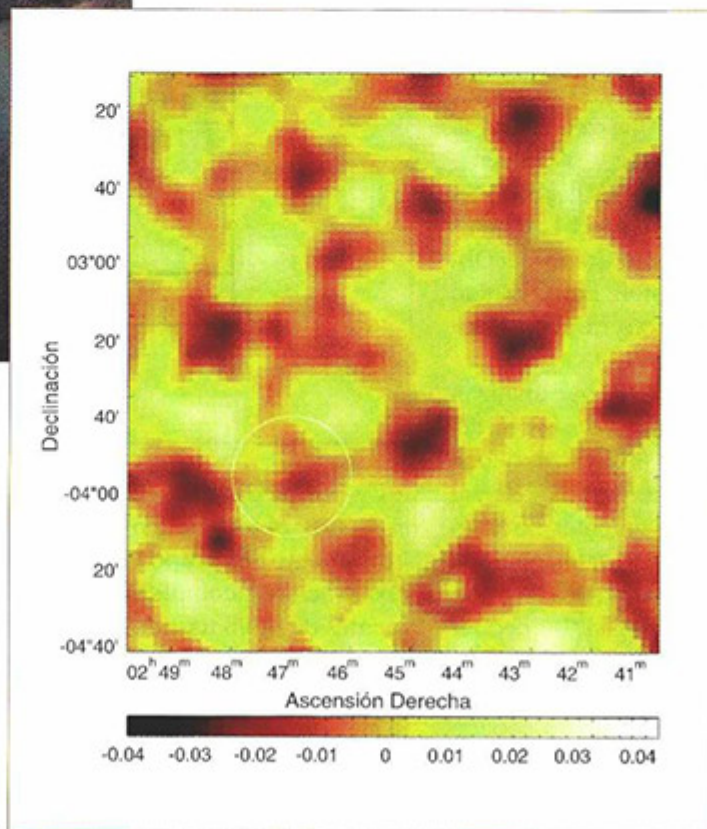 20'
40'
03°00'
20'
40'
-04°00
20'
-04°40'
Declinación
02ʰ 49ᵐ 48ᵐ 47ᵐ 46ᵐ 45ᵐ 44ᵐ 43ᵐ 42ᵐ 41ᵐ
Ascensión Derecha
-0.04 -0.03 -0.02 -0.01 0 0.01 0.02 0.03 0.04